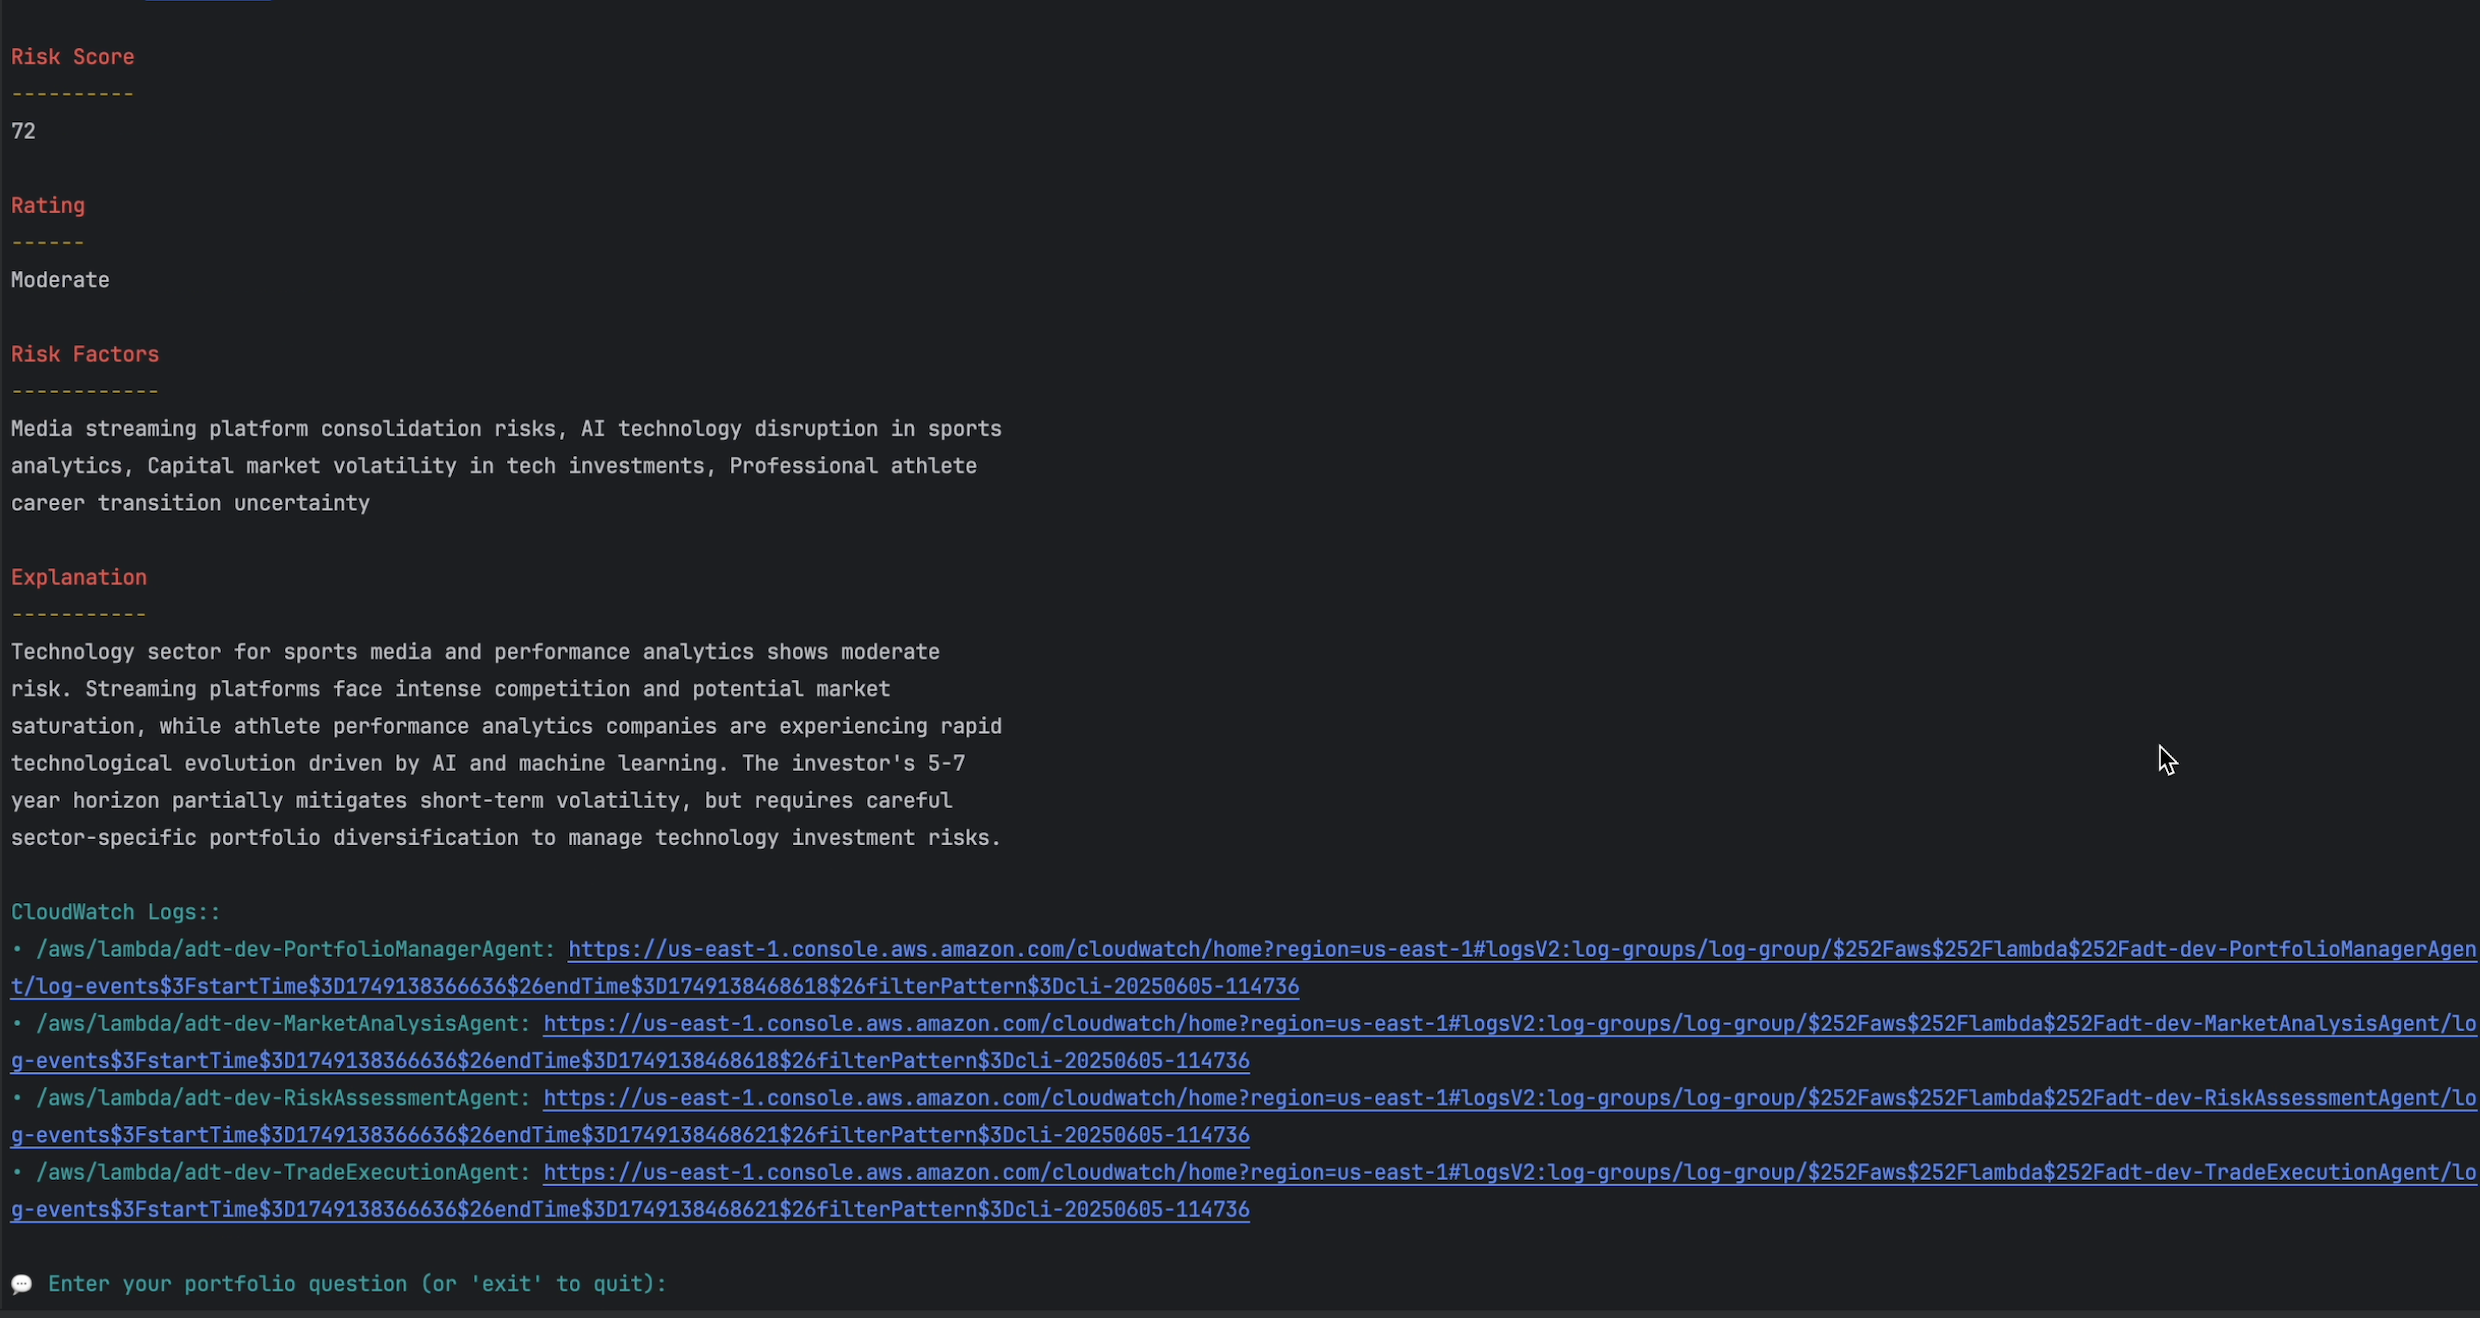 Risk Score
----------
72
Rating
------
Moderate
Risk Factors
------------
Media streaming platform consolidation risks, AI technology disruption in sports
analytics, Capital market volatility in tech investments, Professional athlete
career transition uncertainty
Explanation
-----------
Technology sector for sports media and performance analytics shows moderate
risk. Streaming platforms face intense competition and potential market
saturation, while athlete performance analytics companies are experiencing rapid
technological evolution driven by AI and machine learning. The investor's 5-7
year horizon partially mitigates short-term volatility, but requires careful
sector-specific portfolio diversification to manage technology investment risks.
CloudWatch Logs::
• /aws/lambda/adt-dev-PortfolioManagerAgent: https://us-east-1.console.aws.amazon.com/cloudwatch/home?region=us-east-1#logsV2:log-groups/log-group/$252Faws$252Flambda$252Fadt-dev-PortfolioManagerAgen
t/log-events$3FstartTime$3D1749138366636$26endTime$3D1749138468618$26filterPattern$3Dcli-20250605-114736
• /aws/lambda/adt-dev-MarketAnalysisAgent: https://us-east-1.console.aws.amazon.com/cloudwatch/home?region=us-east-1#logsV2:log-groups/log-group/$252Faws$252Flambda$252Fadt-dev-MarketAnalysisAgent/lo
g-events$3FstartTime$3D1749138366636$26endTime$3D1749138468618$26filterPattern$3Dcli-20250605-114736
• /aws/lambda/adt-dev-RiskAssessmentAgent: https://us-east-1.console.aws.amazon.com/cloudwatch/home?region=us-east-1#logsV2:log-groups/log-group/$252Faws$252Flambda$252Fadt-dev-RiskAssessmentAgent/lo
g-events$3FstartTime$3D1749138366636$26endTime$3D1749138468621$26filterPattern$3Dcli-20250605-114736
• /aws/lambda/adt-dev-TradeExecutionAgent: https://us-east-1.console.aws.amazon.com/cloudwatch/home?region=us-east-1#logsV2:log-groups/log-group/$252Faws$252Flambda$252Fadt-dev-TradeExecutionAgent/lo
g-events$3FstartTime$3D1749138366636$26endTime$3D1749138468621$26filterPattern$3Dcli-20250605-114736
💬 Enter your portfolio question (or 'exit' to quit):